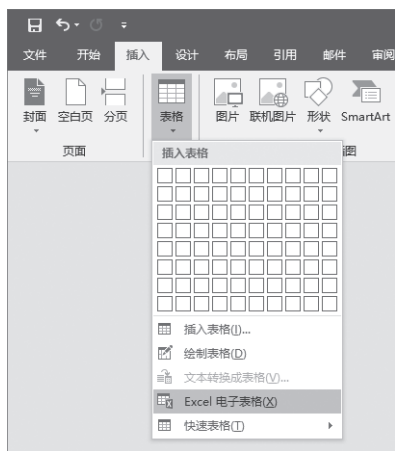 文件 开始 插入 设计 布局 引用 邮件 审阅
封面 空白页 分页 表格 图片 联机图片 形状 SmartArt
页面
插入表格
插入表格(I)...
绘制表格(D)
文本转换成表格(V)...
Excel 电子表格(X)
快速表格(T)